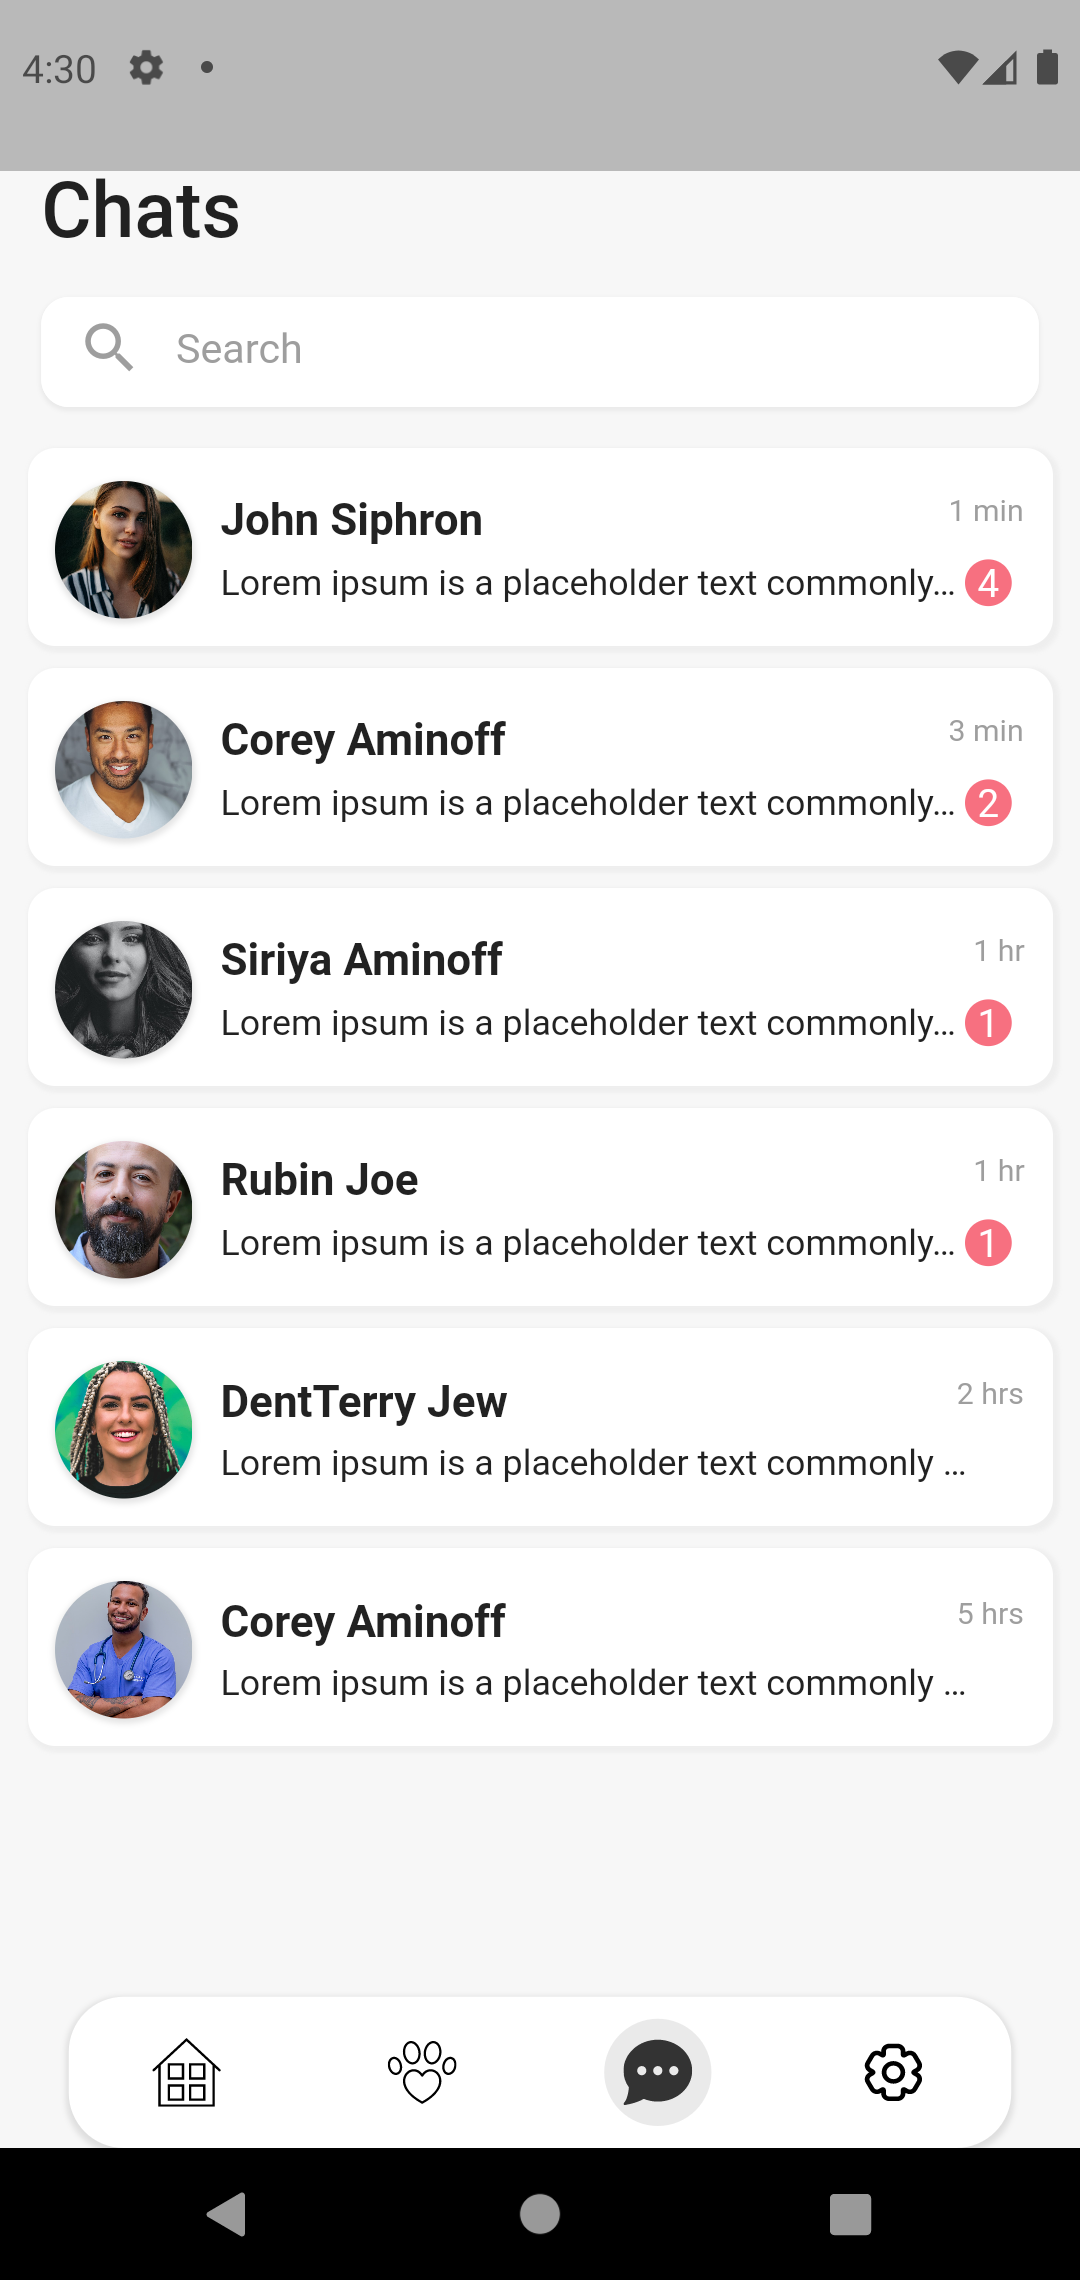 4:30
Chats
Search
John Siphron
1 min
Lorem ipsum is a placeholder text commonly... 4
Corey Aminoff
3 min
Lorem ipsum is a placeholder text commonly... 2
Siriya Aminoff
1 hr
Lorem ipsum is a placeholder text commonly... 1
Rubin Joe
1 hr
Lorem ipsum is a placeholder text commonly... 1
DentTerry Jew
2 hrs
Lorem ipsum is a placeholder text commonly ...
Corey Aminoff
5 hrs
Lorem ipsum is a placeholder text commonly ...